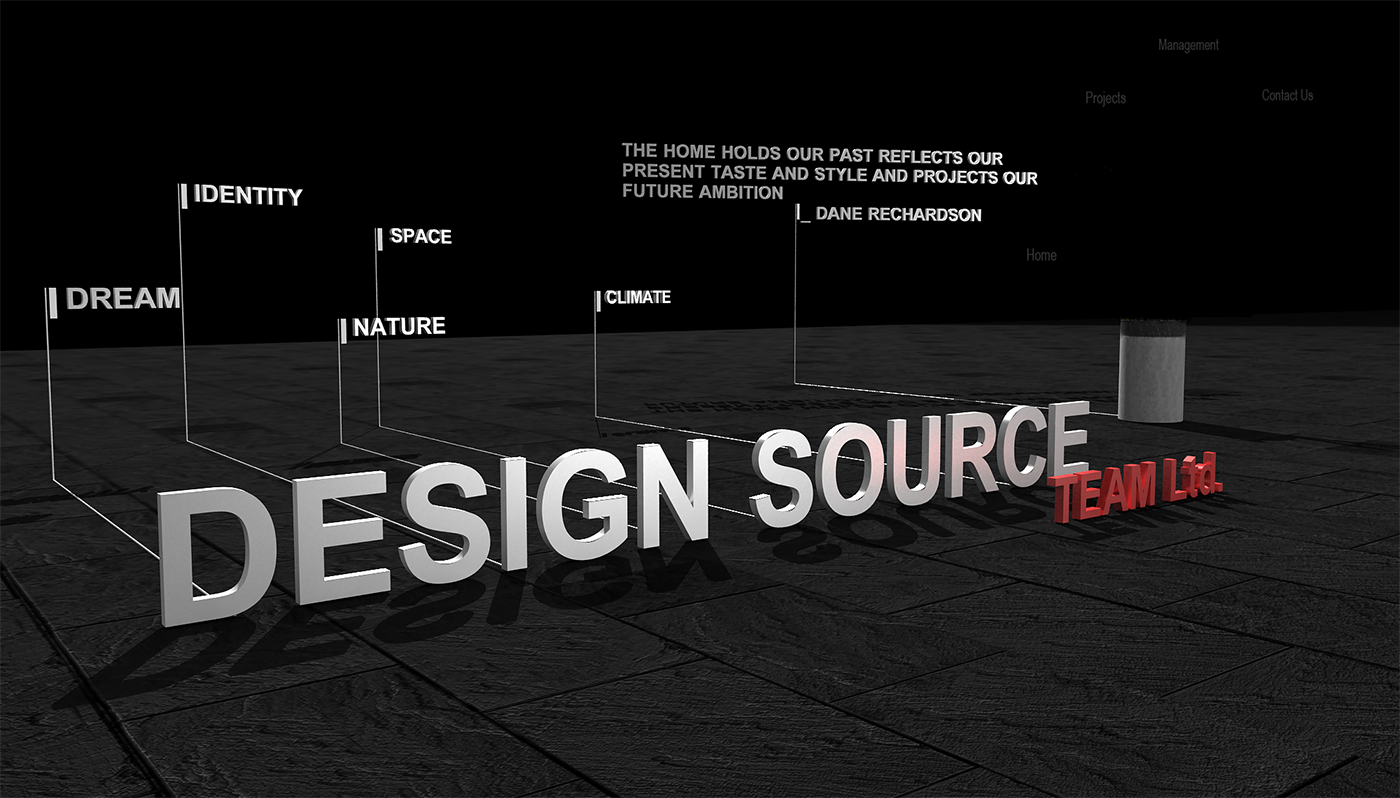 Management
Projects
Contact Us
THE HOME HOLDS OUR PAST REFLECTS OUR
PRESENT TASTE AND STYLE AND PROJECTS OUR
FUTURE AMBITION
|_ DANE RECHARDSON
IDENTITY
SPACE
Home
DREAM
CLIMATE
NATURE
DESIGN SOURCE
TEAM Ltd.